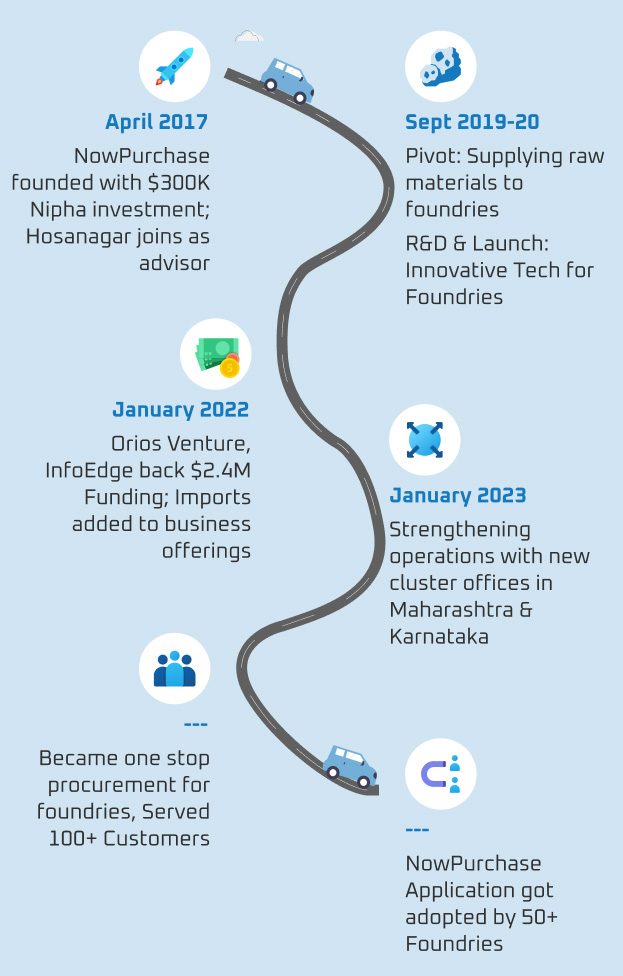 April 2017
NowPurchase
founded with $300K
Nipha investment;
Hosanagar joins as
advisor
Sept 2019-20
Pivot: Supplying raw
materials to
foundries
R&D & Launch:
Innovative Tech for
Foundries
January 2022
Orios Venture,
InfoEdge back $2.4M
Funding; Imports
added to business
offerings
January 2023
Strengthening
operations with new
cluster offices in
Maharashtra &
Karnataka
---
Became one stop
procurement for
foundries, Served
100+ Customers
---
NowPurchase
Application got
adopted by 50+
Foundries